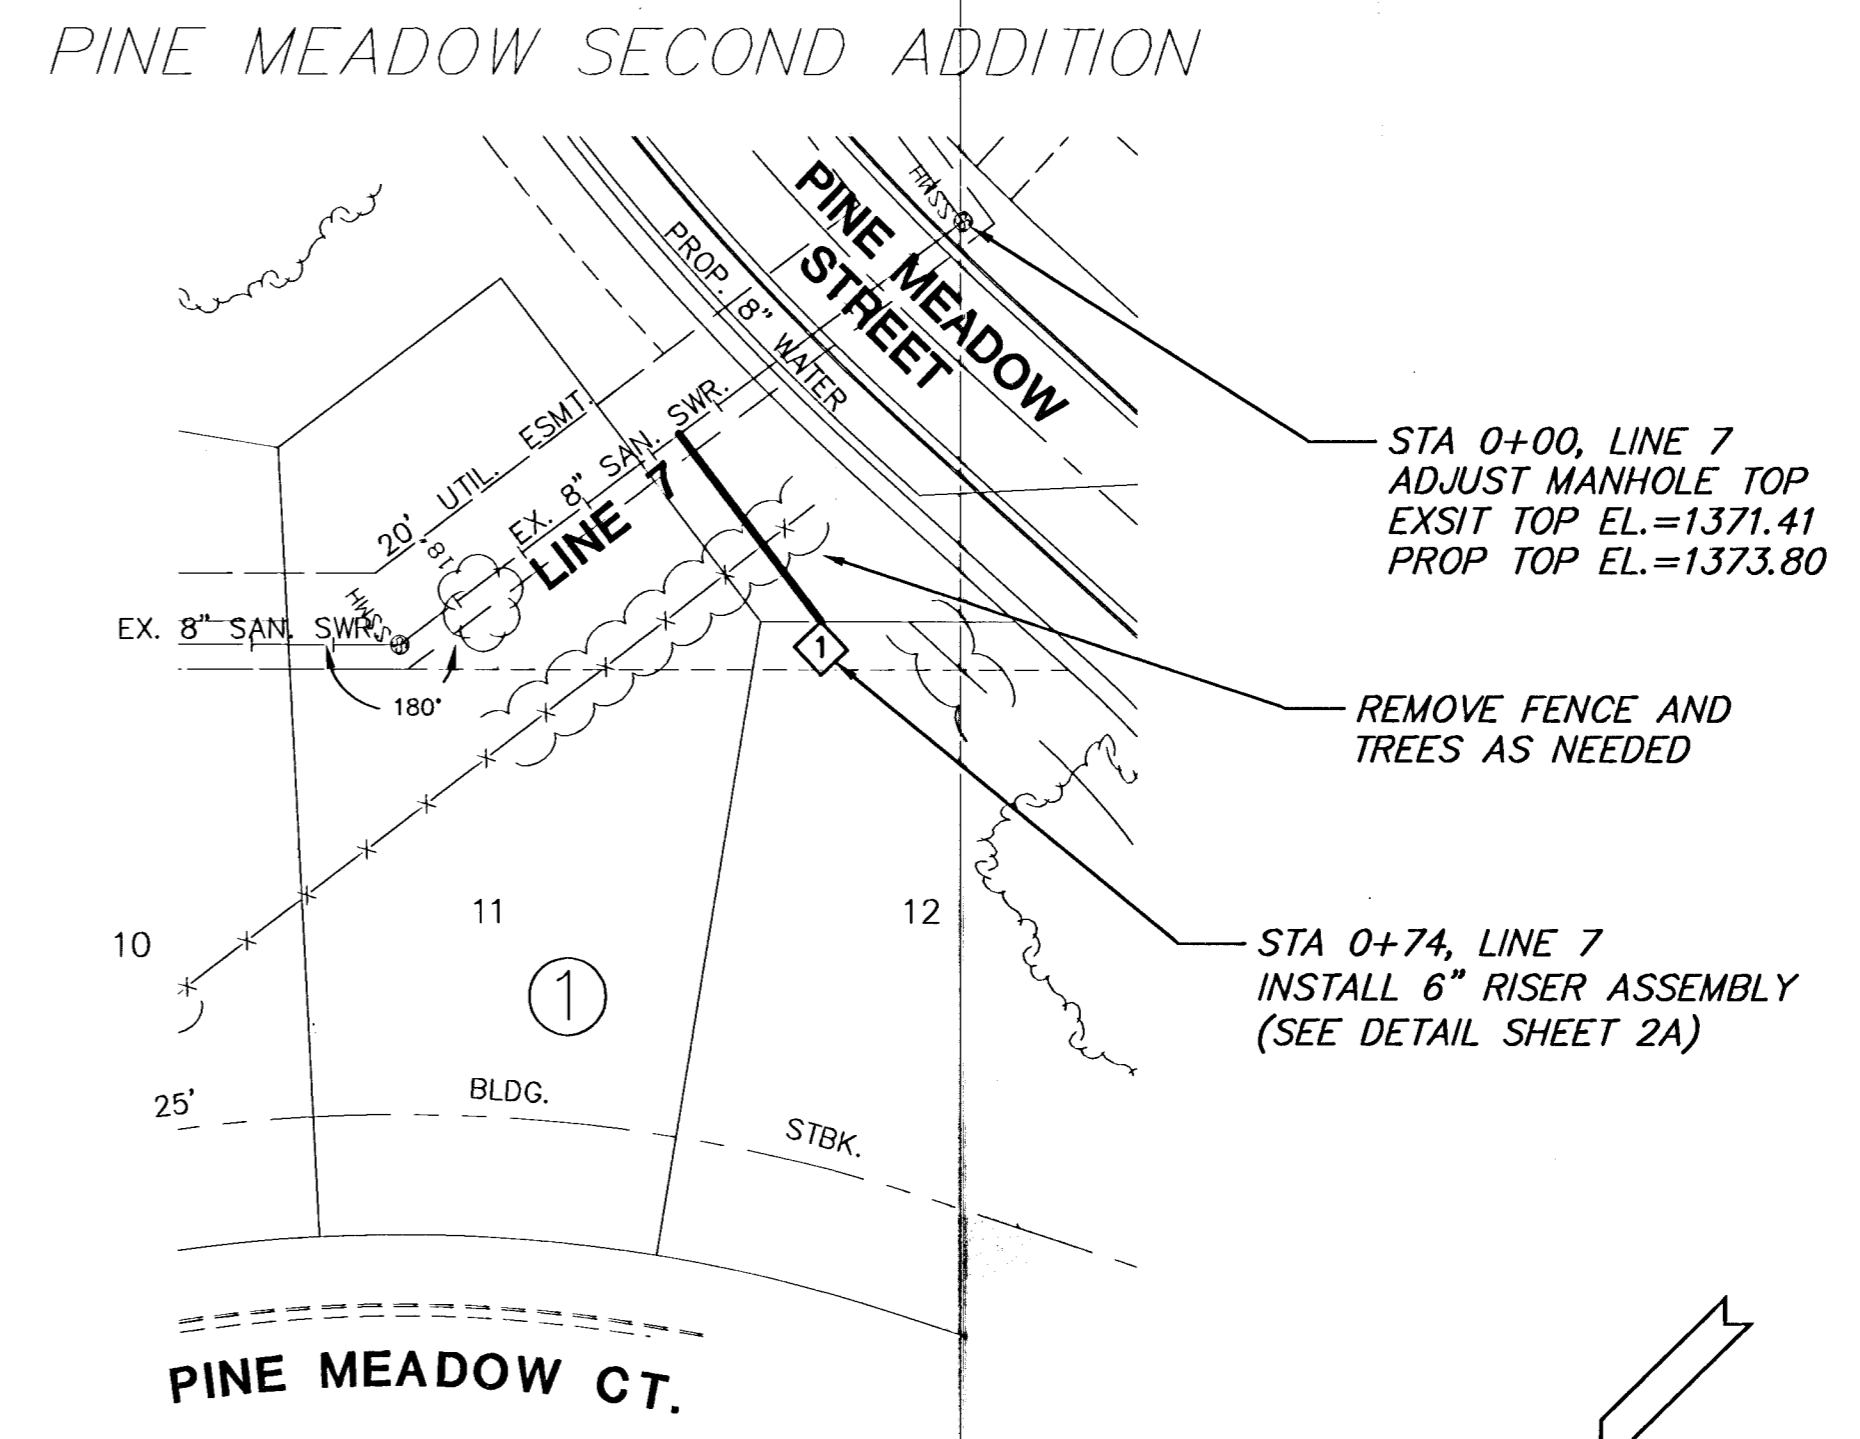 PINE MEADOW SECOND ADDITION
SSMH
PINE MEADOW
STREET
PROP. 8" WATER
STA 0+00, LINE 7
ADJUST MANHOLE TOP
EXSIT TOP EL.=1371.41
PROP TOP EL.=1373.80
20' UTIL. ESMT.
EX. 8" SAN. SWR.
LINE 7
18"
SSMH
EX. 8" SAN. SWR.
180°
1
REMOVE FENCE AND
TREES AS NEEDED
10
11
12
1
STA 0+74, LINE 7
INSTALL 6" RISER ASSEMBLY
(SEE DETAIL SHEET 2A)
25' BLDG. STBK.
PINE MEADOW CT.